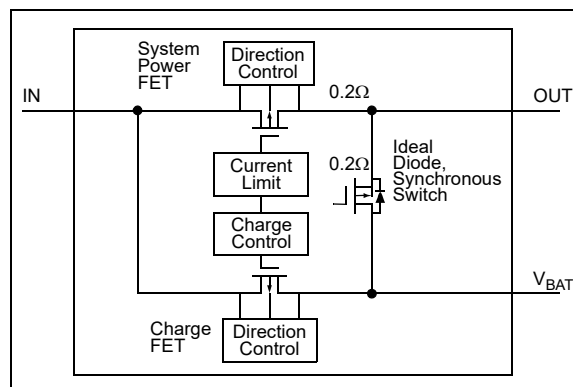 System
Power
FET
Direction
Control
IN
0.2Ω
OUT
Current
Limit
0.2Ω
Ideal
Diode,
Synchronous
Switch
Charge
Control
VBAT
Charge
FET
Direction
Control